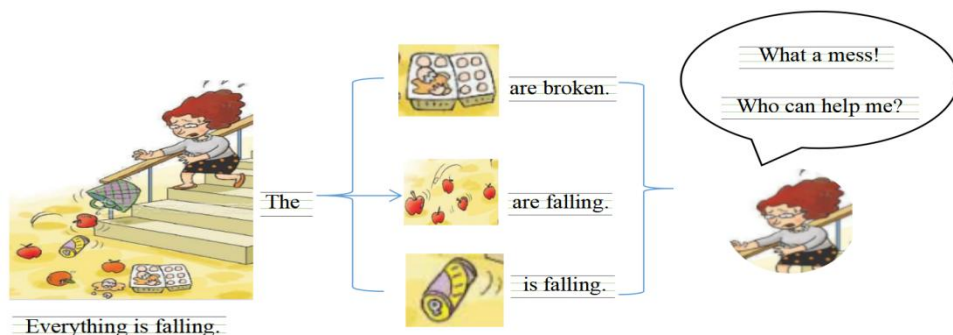 What a mess!
Who can help me?
are broken.
The
are falling.
is falling.
Everything is falling.